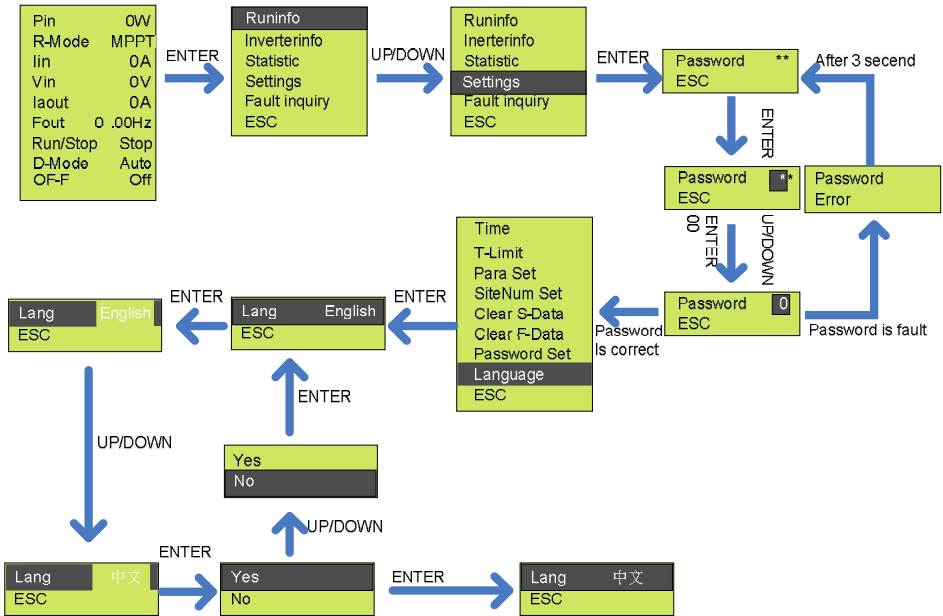 Pin 0W
R-Mode MPPT
Iin 0A
Vin 0V
Iaout 0A
Fout 0 .00Hz
Run/Stop Stop
D-Mode Auto
OF-F Off
ENTER
Runinfo
Inverterinfo
Statistic
Settings
Fault inquiry
ESC
UP/DOWN
Runinfo
Inerterinfo
Statistic
Settings
Fault inquiry
ESC
ENTER
Password **
ESC
After 3 secend
ENTER
Password **
ESC
Password
Error
UP/DOWN
ENTER
00
Password 0
ESC
Password is fault
Password
Is correct
Time
T-Limit
Para Set
SiteNum Set
Clear S-Data
Clear F-Data
Password Set
Language
ESC
ENTER
Lang English
ESC
ENTER
Lang English
ESC
UP/DOWN
Lang 中文
ESC
ENTER
Yes
No
UP/DOWN
Yes
No
ENTER
ENTER
Lang 中文
ESC